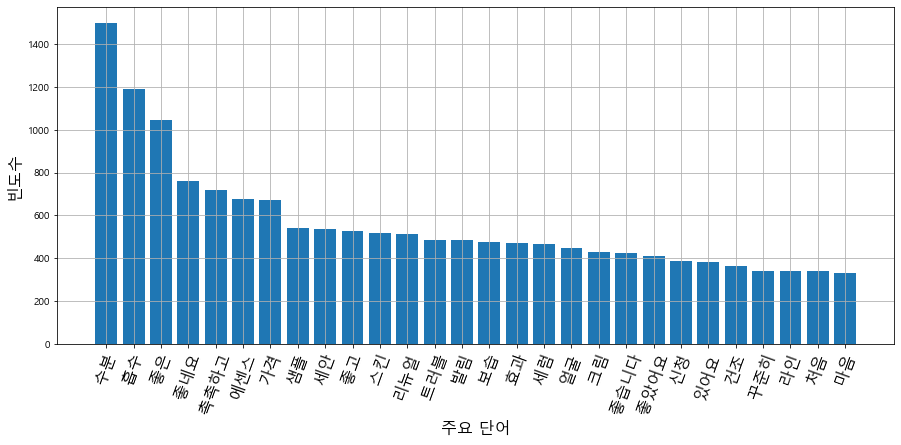 빈도수
1400
1200
1000
800
600
400
200
0
수분
흡수
좋은
좋네요
촉촉하고
에센스
가격
샘플
세안
좋고
스킨
리뉴얼
트러블
발림
보습
효과
세럼
얼굴
크림
좋습니다
좋았어요
신청
있어요
건조
꾸준히
라인
처음
마음
주요 단어